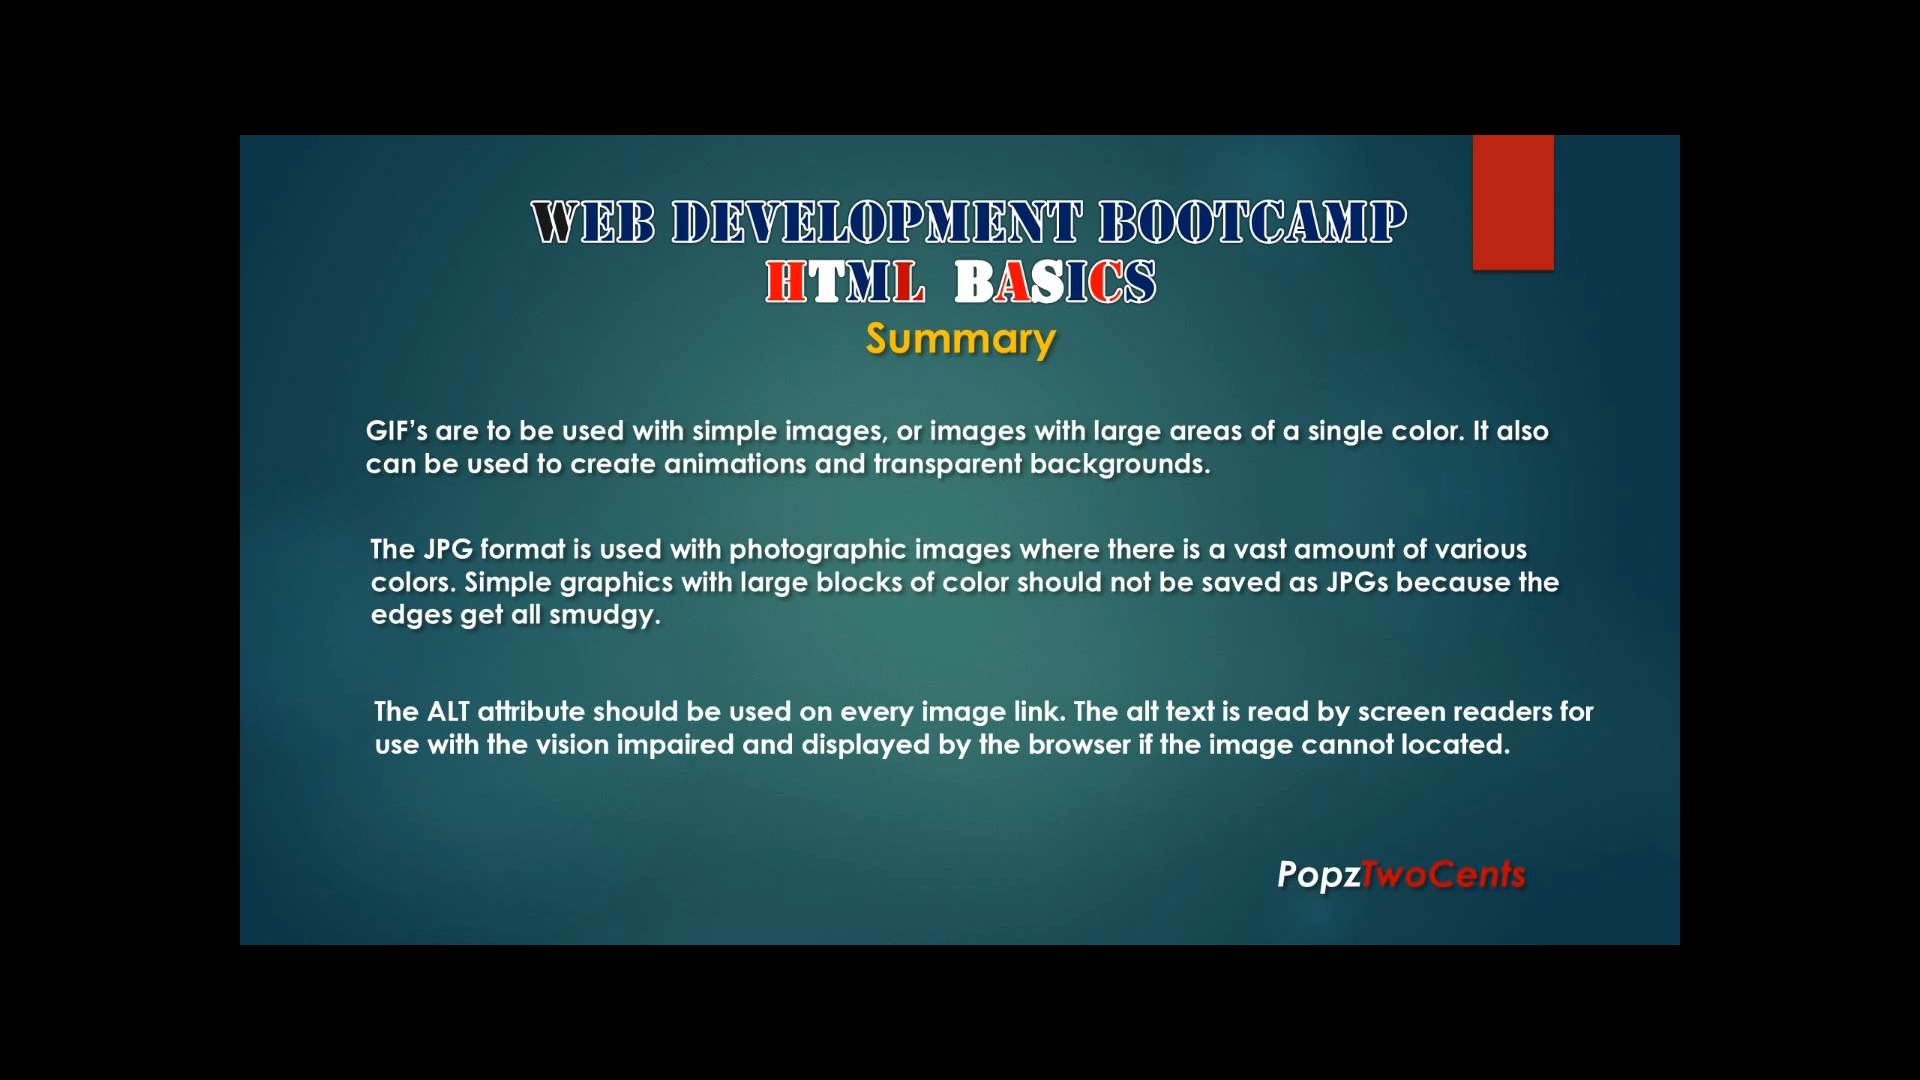 WEB DEVELOPMENT BOOTCAMP
HTML BASICS
Summary
GIF’s are to be used with simple images, or images with large areas of a single color. It also
can be used to create animations and transparent backgrounds.
The JPG format is used with photographic images where there is a vast amount of various
colors. Simple graphics with large blocks of color should not be saved as JPGs because the
edges get all smudgy.
The ALT attribute should be used on every image link. The alt text is read by screen readers for
use with the vision impaired and displayed by the browser if the image cannot located.
PopzTwoCents